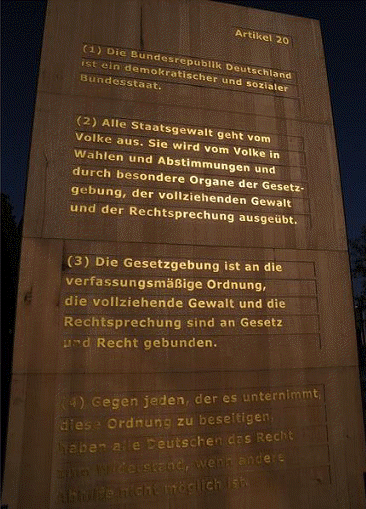 Artikel 20
(1) Die Bundesrepublik Deutschland
ist ein demokratischer und sozialer
Bundesstaat.
(2) Alle Staatsgewalt geht vom
Volke aus. Sie wird vom Volke in
Wahlen und Abstimmungen und
durch besondere Organe der Gesetz-
gebung, der vollziehenden Gewalt
und der Rechtsprechung ausgeübt.
(3) Die Gesetzgebung ist an die
verfassungsmäßige Ordnung,
die vollziehende Gewalt und die
Rechtsprechung sind an Gesetz
und Recht gebunden.
(4) Gegen jeden, der es unternimmt,
diese Ordnung zu beseitigen,
haben alle Deutschen das Recht
zum Widerstand, wenn andere
Abhilfe nicht möglich ist.